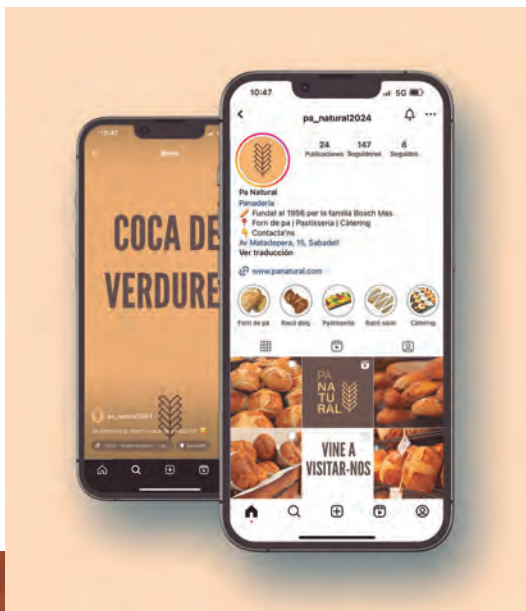 10:47
Reels
COCA DE
VERDURE
pa_natural2024
10:47
5G
pa_natural2024
24 147 8
Publicaciones Seguidores Seguidos
Pa Natural
Panadería
Fundat el 1956 per la familia Bosch Mas
Forn de pa | Pastisseria | Càtering
Contacta'ns
Av Matadepera, 15, Sabadell
Ver traducción
www.panatural.com
Forn de pa Racó dolç Pastisseria Racó salat Càtering
PA
NA
TU
RAL
VINE A
VISITAR-NOS